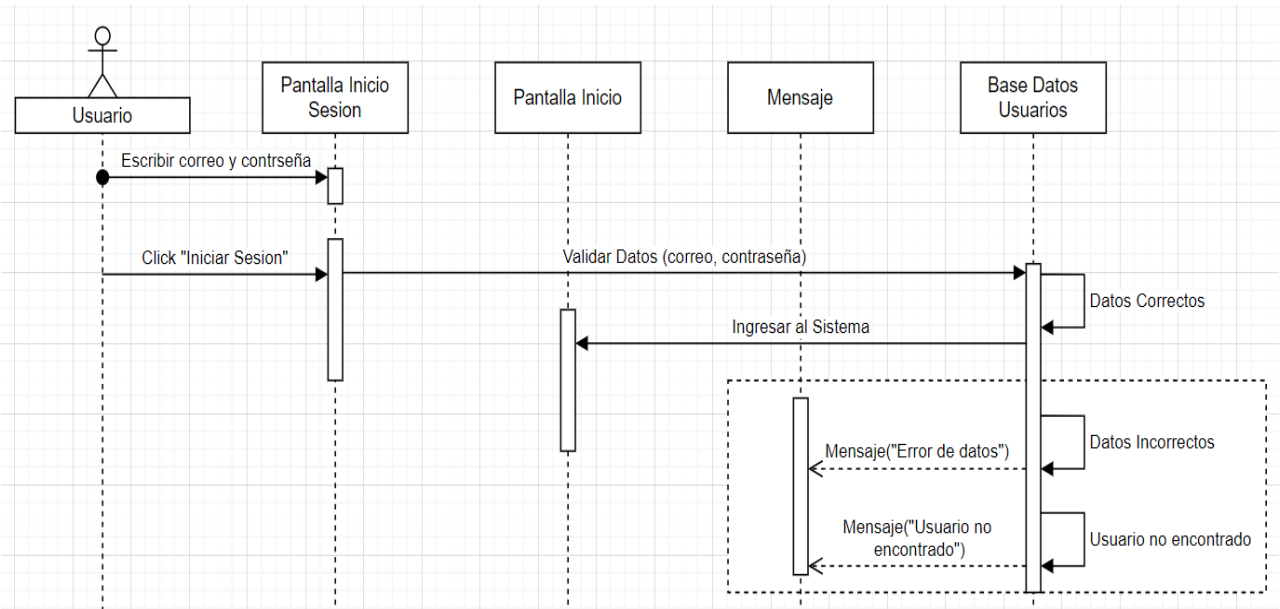 Usuario
Pantalla Inicio
Sesion
Pantalla Inicio
Mensaje
Base Datos
Usuarios
Escribir correo y contrseña
Click "Iniciar Sesion"
Validar Datos (correo, contraseña)
Datos Correctos
Ingresar al Sistema
Datos Incorrectos
Mensaje("Error de datos")
Mensaje("Usuario no
encontrado")
Usuario no encontrado